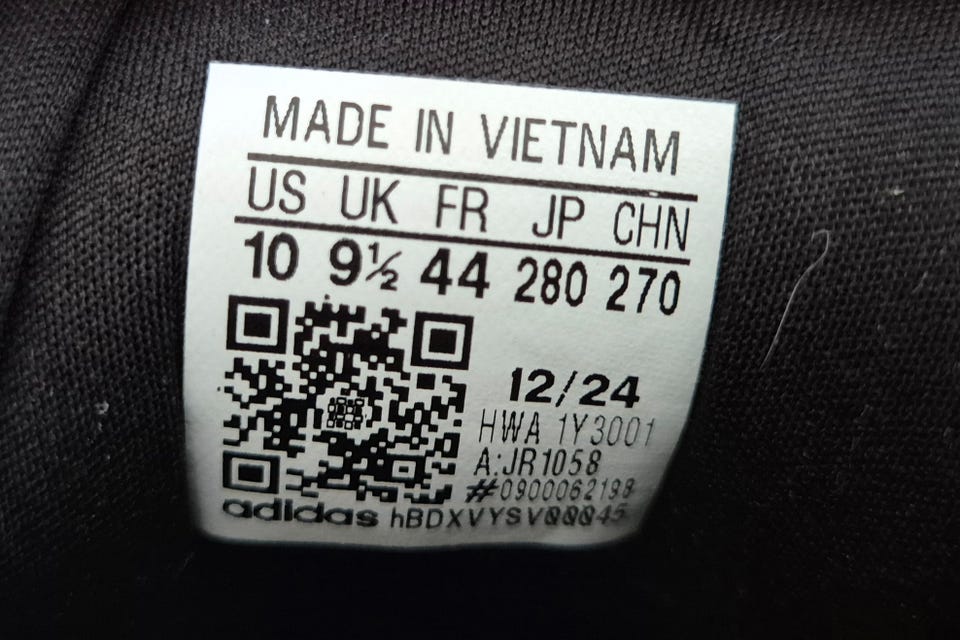 MADE IN VIETNAM
US UK FR JP CHN
10 9½ 44 280 270
12/24
HWA 1Y3001
A:JR1058
#0900062198
adidas hBDXVYSV00045